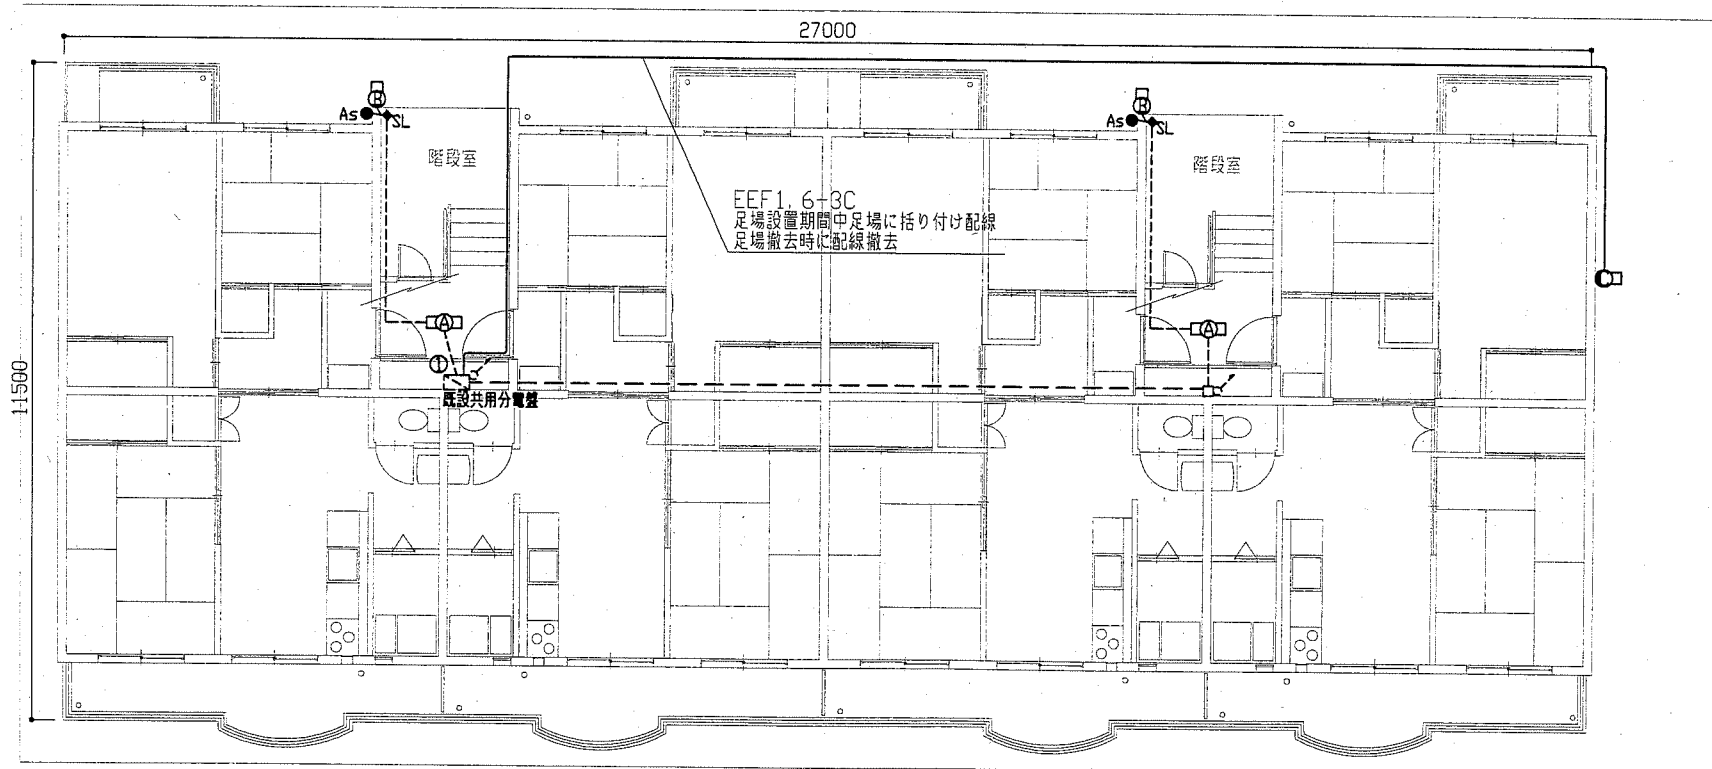 27000
B
As
SL
階段室
B
As
SL
階段室
EEF1.6-3C
足場設置期間中足場に括り付け配線
足場撤去時に配線撤去
C
A
A
11500
①
既設共用分電盤